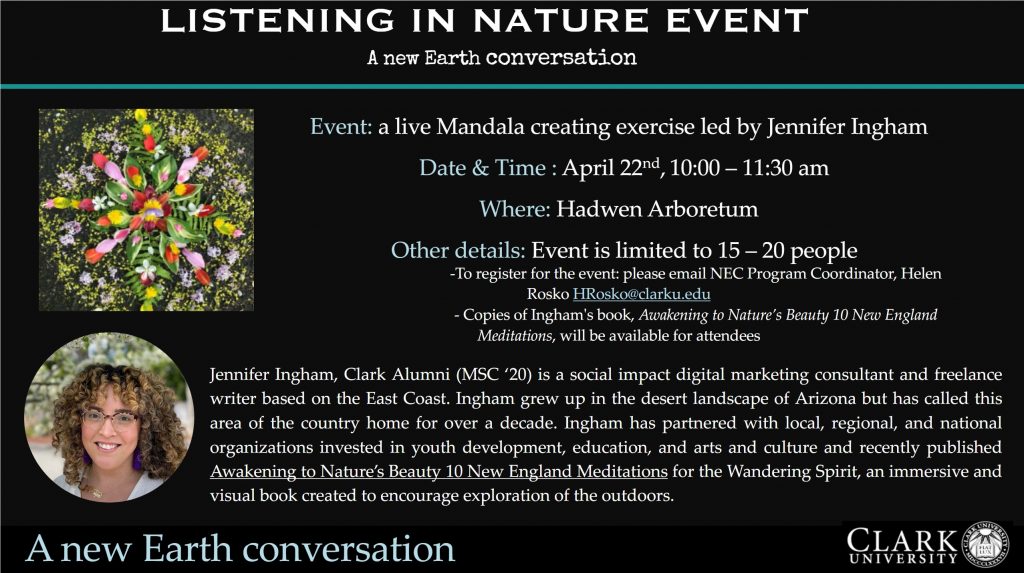 LISTENING IN NATURE EVENT
A new Earth conversation
Event: a live Mandala creating exercise led by Jennifer Ingham
Date & Time : April 22nd, 10:00 – 11:30 am
Where: Hadwen Arboretum
Other details: Event is limited to 15 – 20 people
-To register for the event: please email NEC Program Coordinator, Helen
Rosko HRosko@clarku.edu
- Copies of Ingham's book, Awakening to Nature's Beauty 10 New England
Meditations, will be available for attendees
Jennifer Ingham, Clark Alumni (MSC '20) is a social impact digital marketing consultant and freelance
writer based on the East Coast. Ingham grew up in the desert landscape of Arizona but has called this
area of the country home for over a decade. Ingham has partnered with local, regional, and national
organizations invested in youth development, education, and arts and culture and recently published
Awakening to Nature's Beauty 10 New England Meditations for the Wandering Spirit, an immersive and
visual book created to encourage exploration of the outdoors.
A new Earth conversation
CLARK
UNIVERSITY